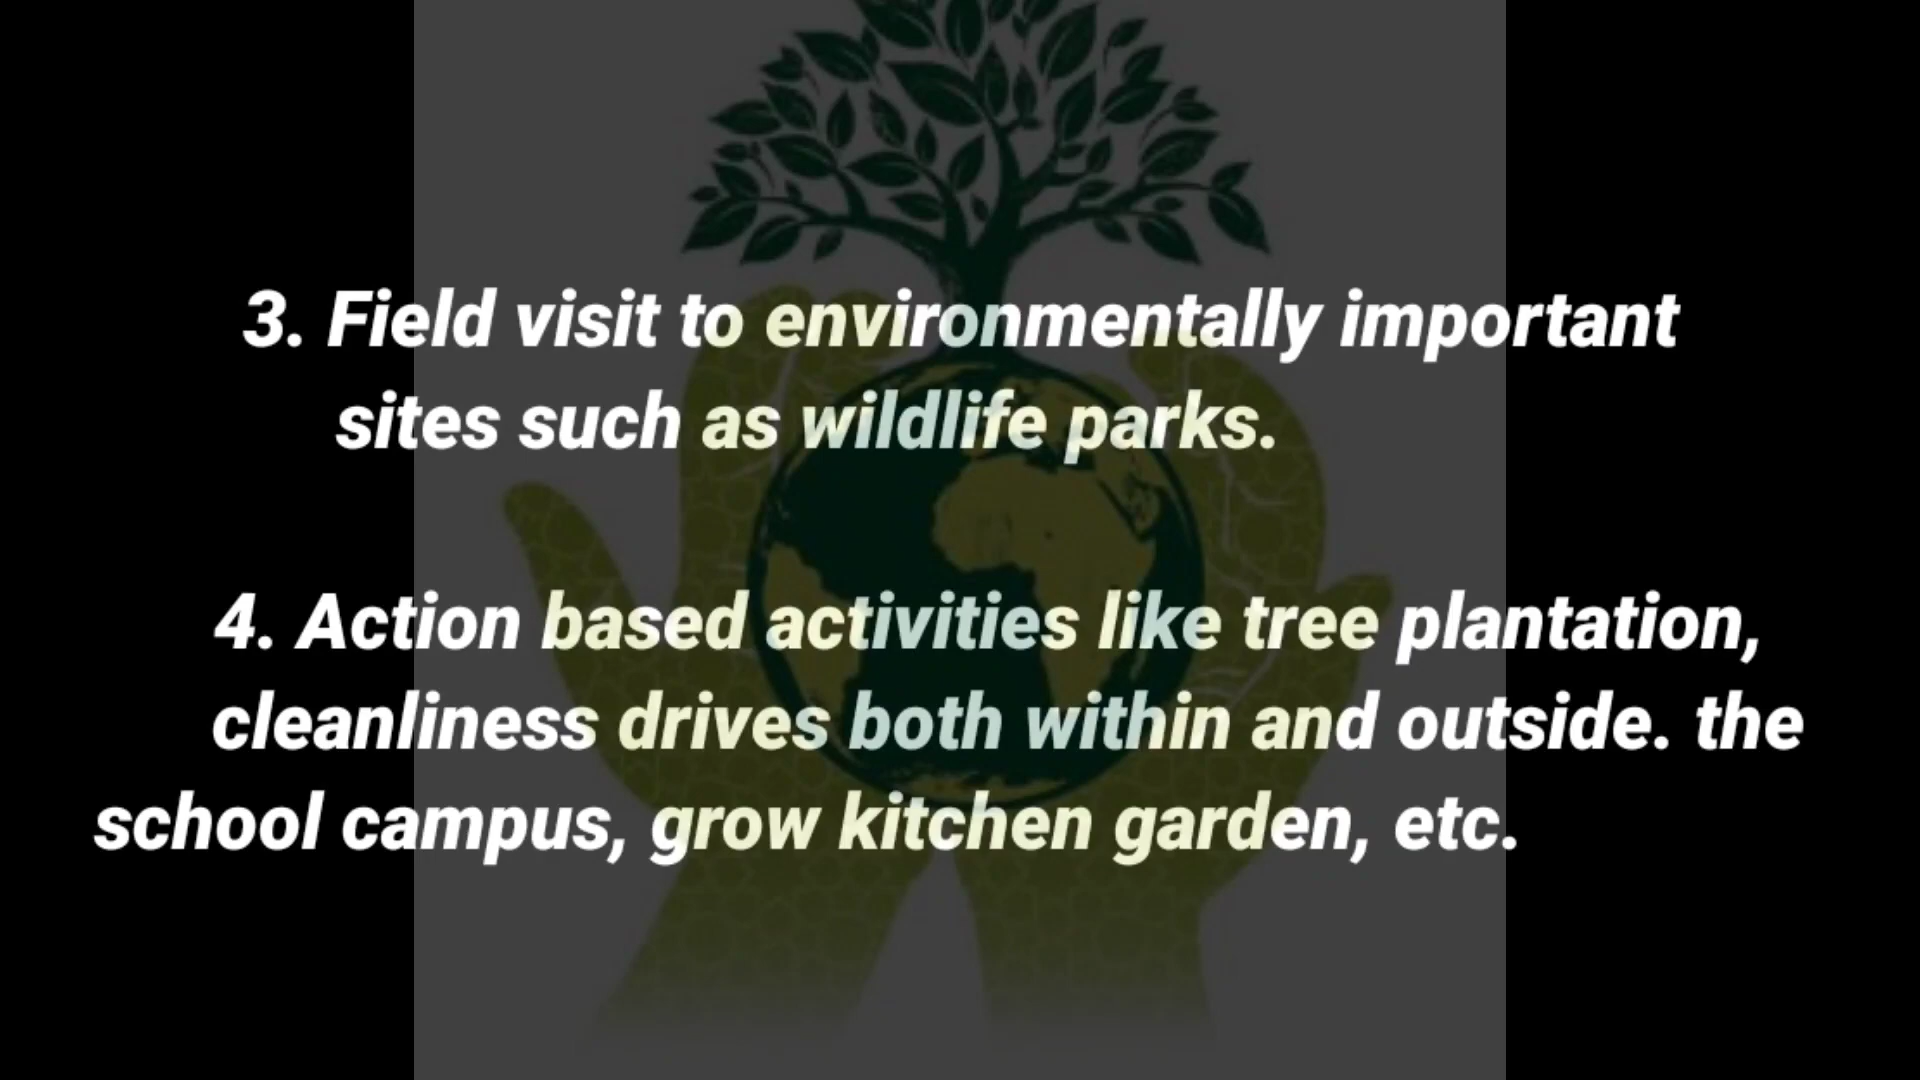 3. Field visit to environmentally important
sites such as wildlife parks.
4. Action based activities like tree plantation,
cleanliness drives both within and outside. the
school campus, grow kitchen garden, etc.